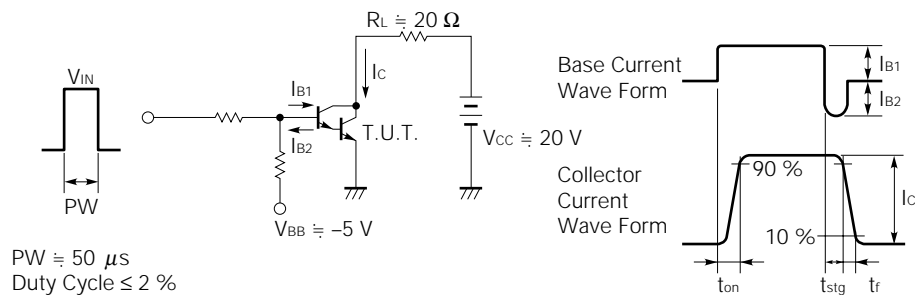 RL ≒ 20 Ω
VIN
IC
IB1
IB2
T.U.T.
VCC ≒ 20 V
PW
VBB ≒ −5 V
PW ≒ 50 μs
Duty Cycle ≤ 2 %
Base Current
Wave Form
IB1
IB2
Collector
Current
Wave Form
90 %
10 %
IC
ton
tstg
tf